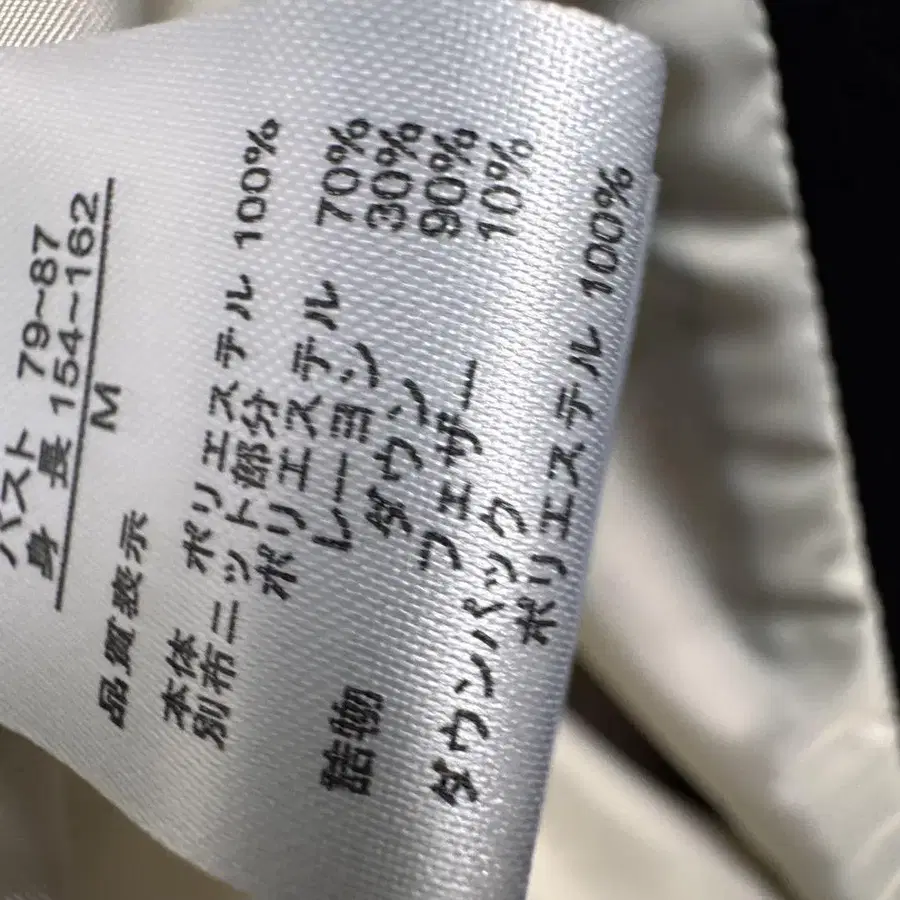 バスト 79~87
身長 154~162
M
品質表示
本体 ポリエステル 100%
別布ニット部分
ポリエステル 70%
レーヨン 30%
詰物 ダウン 90%
フェザー 10%
ダウンパック
ポリエステル 100%